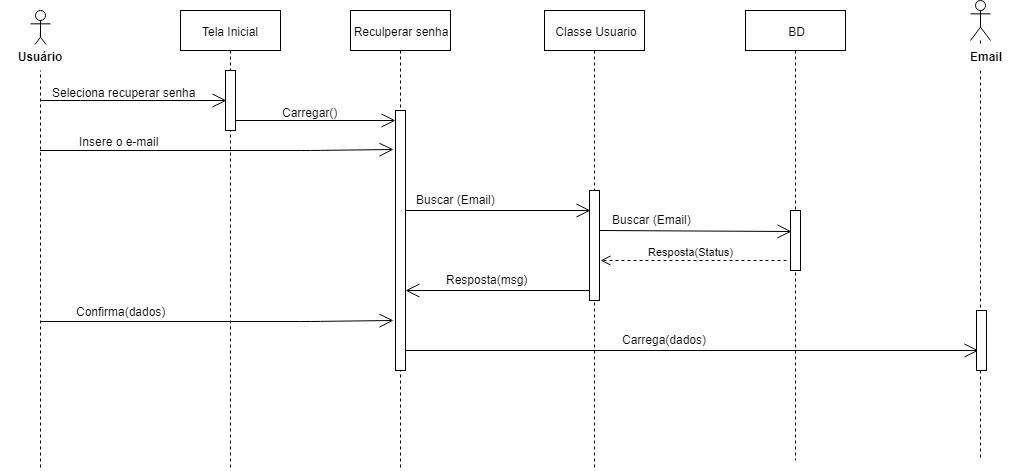 Tela Inicial
Reculperar senha
Classe Usuario
BD
Usuário
Email
Seleciona recuperar senha
Carregar()
Insere o e-mail
Buscar (Email)
Buscar (Email)
Resposta(Status)
Resposta(msg)
Confirma(dados)
Carrega(dados)